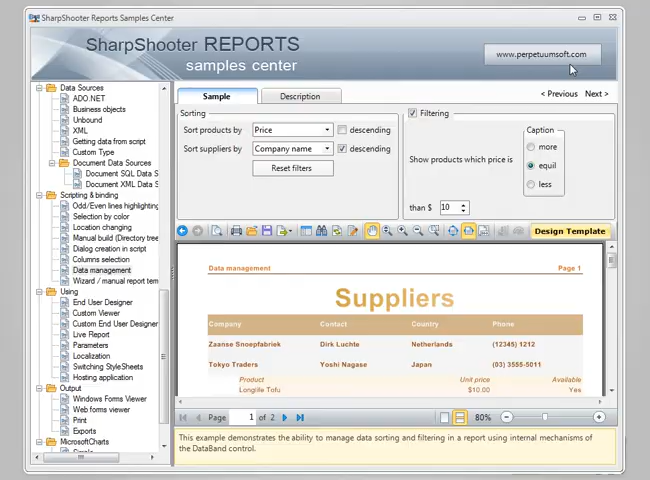 SharpShooter Reports Samples Center
SharpShooter REPORTS
samples center
www.perpetuumsoft.com
Data Sources
ADO.NET
Business objects
Unbound
XML
Getting data from script
Custom Type
Document Data Sources
Document SQL Data S
Document XML Data S
Scripting & binding
Odd/Even lines highlighting
Selection by color
Location changing
Manual build (Directory tree
Dialog creation in script
Columns selection
Data management
Wizard / manual report tem
Using
End User Designer
Custom Viewer
Custom End User Designer
Live Report
Parameters
Localization
Switching StyleSheets
Hosting application
Output
Windows Forms Viewer
Web forms viewer
Print
Exports
MicrosoftCharts
Sample
Description
< Previous Next >
Sorting
Sort products by Price descending
Sort suppliers by Company name descending
Reset filters
Filtering
Show products which price is
Caption
more
equil
less
than $ 10
Design Template
Data management Page 1
Suppliers
Company Contact Country Phone
Zaanse Snoepfabriek Dirk Luchte Netherlands (12345) 1212
Tokyo Traders Yoshi Nagase Japan (03) 3555-5011
Product Unit price Available
Longlife Tofu $10.00 Yes
Page 1 of 2 80%
This example demonstrates the ability to manage data sorting and filtering in a report using internal mechanisms of
the DataBand control.